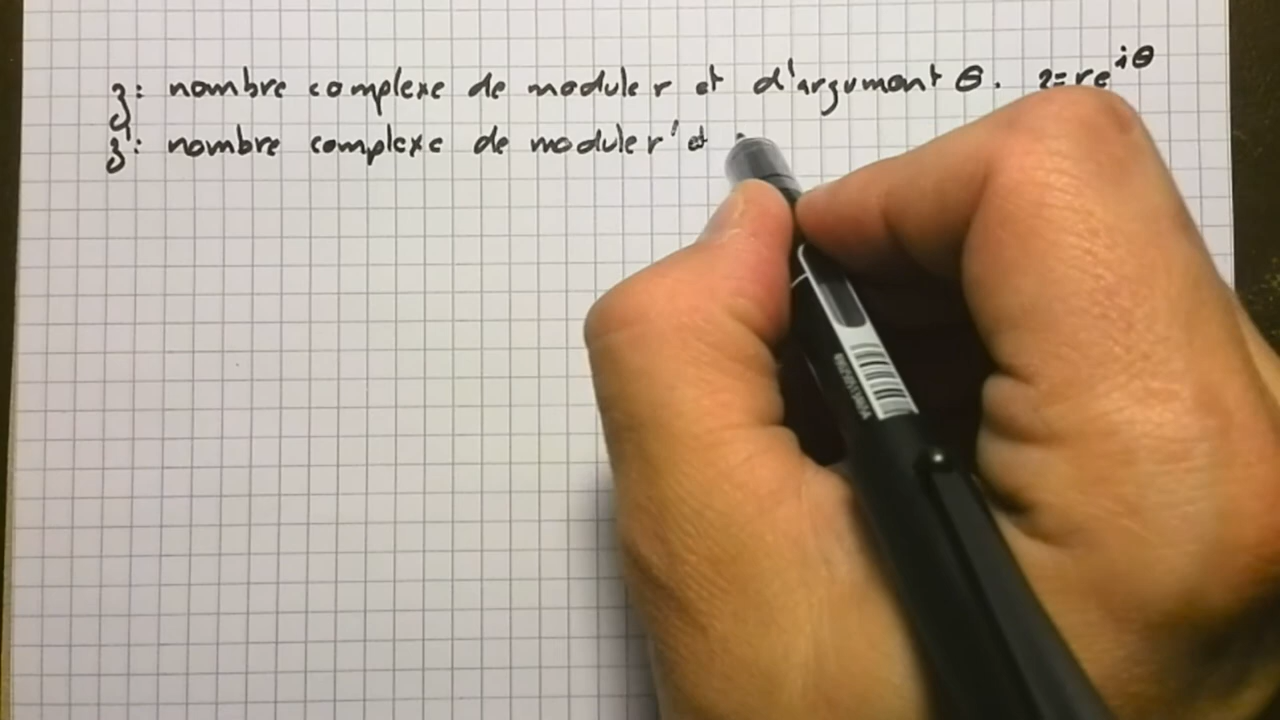 z: nombre complexe de module r et d'argument θ. z=re^iθ
z': nombre complexe de module r' et